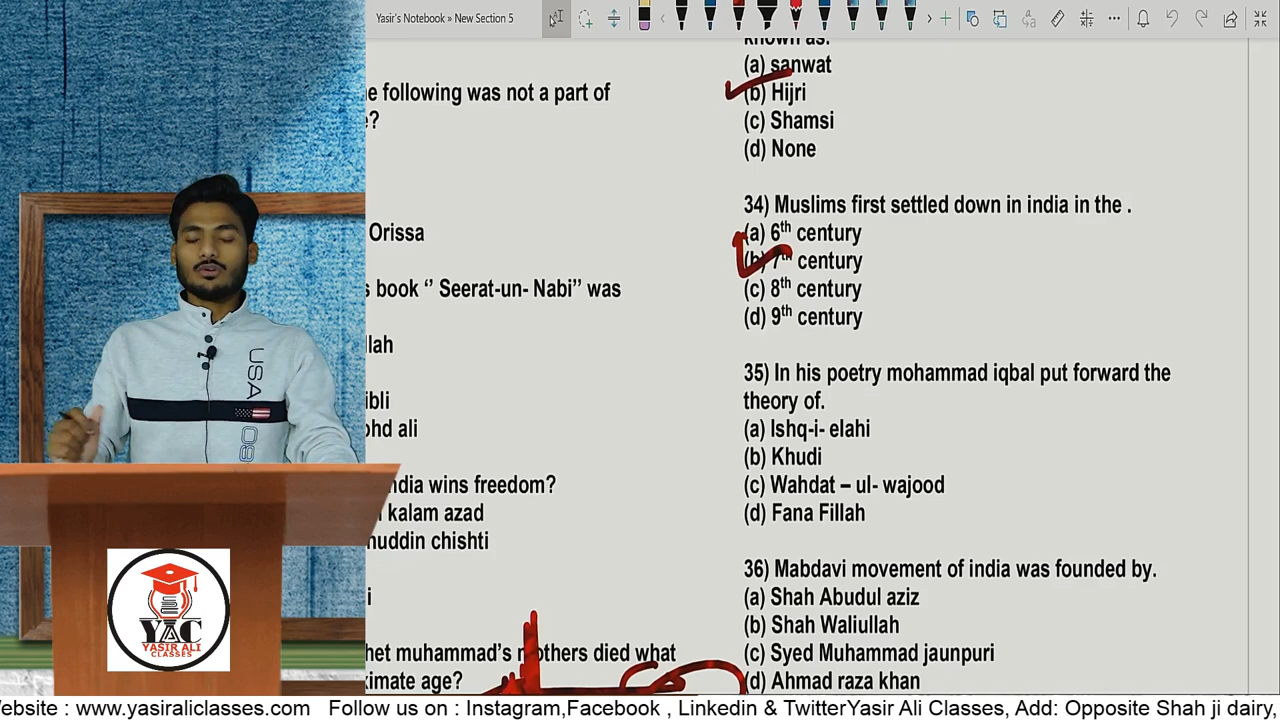 Yasir's Notebook » New Section 5
e following was not a part of
e?
Orissa
s book ‘’ Seerat-un- Nabi” was
llah
ibli
ohd ali
ndia wins freedom?
kalam azad
nuddin chishti
i
het muhammad’s mothers died what
ximate age?
known as.
(a) sanwat
(b) Hijri
(c) Shamsi
(d) None
34) Muslims first settled down in india in the .
(a) 6th century
(b) 7th century
(c) 8th century
(d) 9th century
35) In his poetry mohammad iqbal put forward the
theory of.
(a) Ishq-i- elahi
(b) Khudi
(c) Wahdat – ul- wajood
(d) Fana Fillah
36) Mabdavi movement of india was founded by.
(a) Shah Abudul aziz
(b) Shah Waliullah
(c) Syed Muhammad jaunpuri
(d) Ahmad raza khan
USA
09
YAC
YASIR ALI
CLASSES
ebsite : www.yasiraliclasses.com Follow us on : Instagram,Facebook , Linkedin & TwitterYasir Ali Classes, Add: Opposite Shah ji dairy.